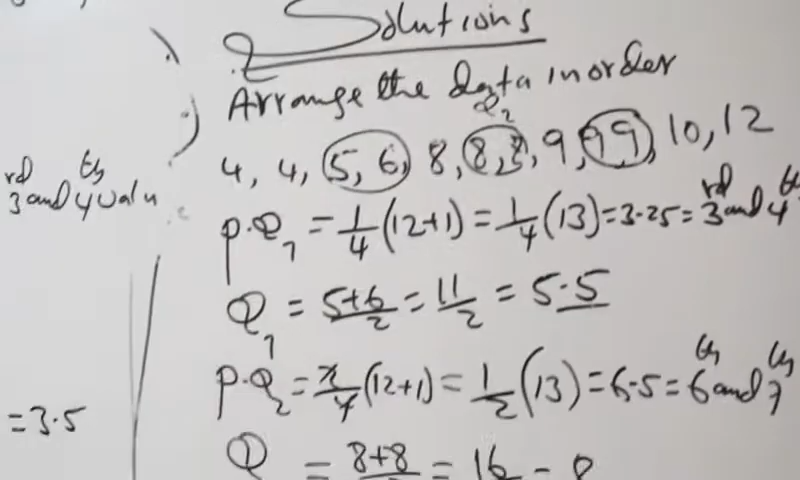 Solutions
Arrange the data in order
Q₂
4, 4, 5, 6, 8, 8, 8, 9, 9 9, 10, 12
P.Q₁ = 1/4 (12+1) = 1/4 (13) = 3.25 = 3rd and 4th
Q₁ = 5+6/2 = 11/2 = 5.5
P.Q₂ = 2/4 (12+1) = 1/2 (13) = 6.5 = 6th and 7th
Q = 8+8 = 16 = 8
3rd and 4th
= 3.5